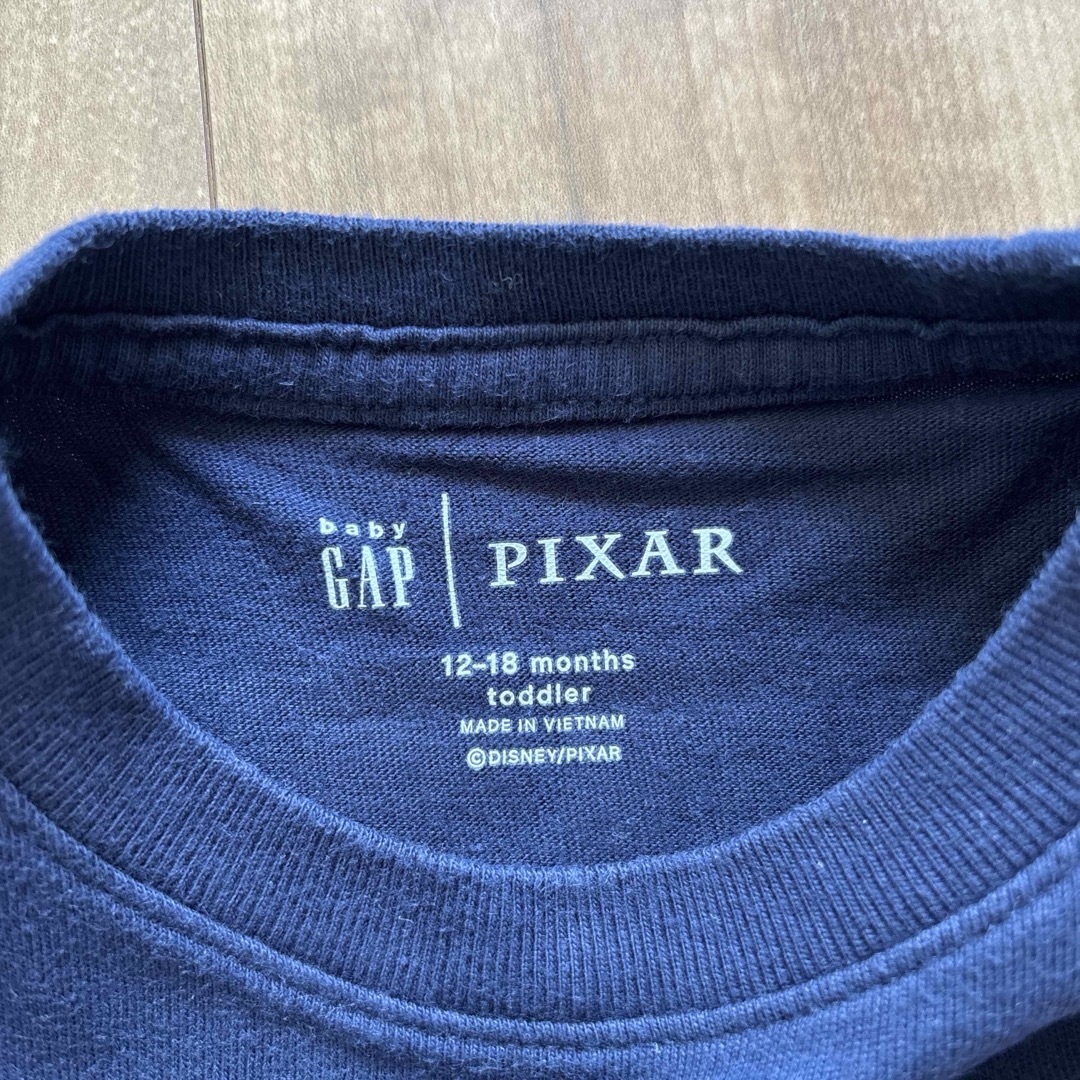 baby
GAP | PIXAR
12–18 months
toddler
MADE IN VIETNAM
©DISNEY/PIXAR